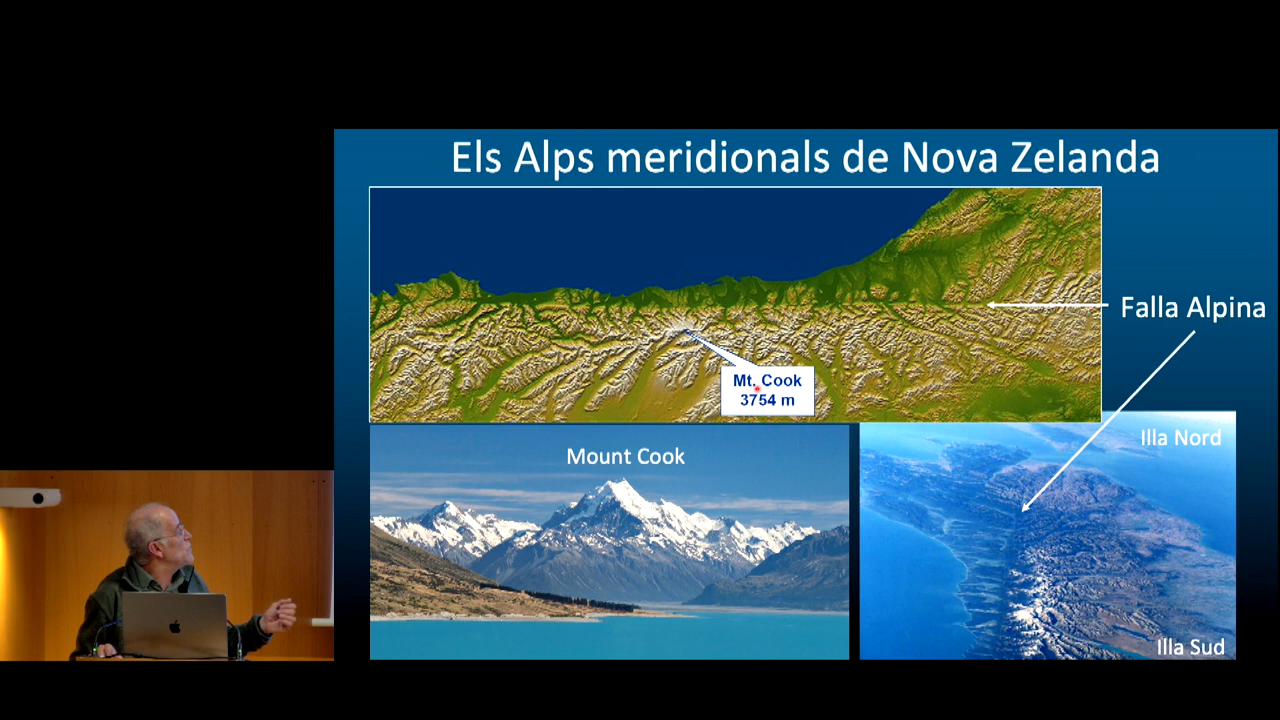 Els Alps meridionals de Nova Zelanda
Falla Alpina
Mt. Cook
3754 m
Mount Cook
Illa Nord
Illa Sud